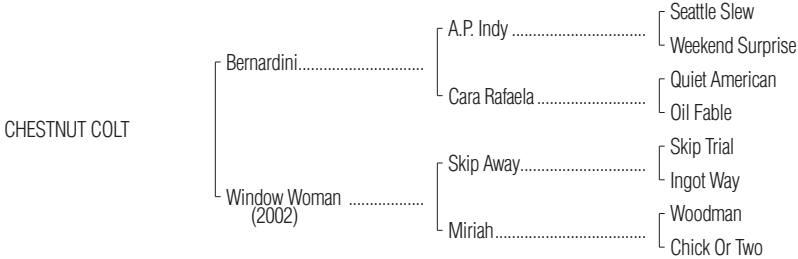 Seattle Slew
A.P. Indy ................................
Weekend Surprise
Bernardini..............................
Quiet American
Cara Rafaela ..........................
Oil Fable
CHESTNUT COLT
Skip Trial
Skip Away..............................
Ingot Way
Window Woman ..................
(2002)
Woodman
Miriah....................................
Chick Or Two